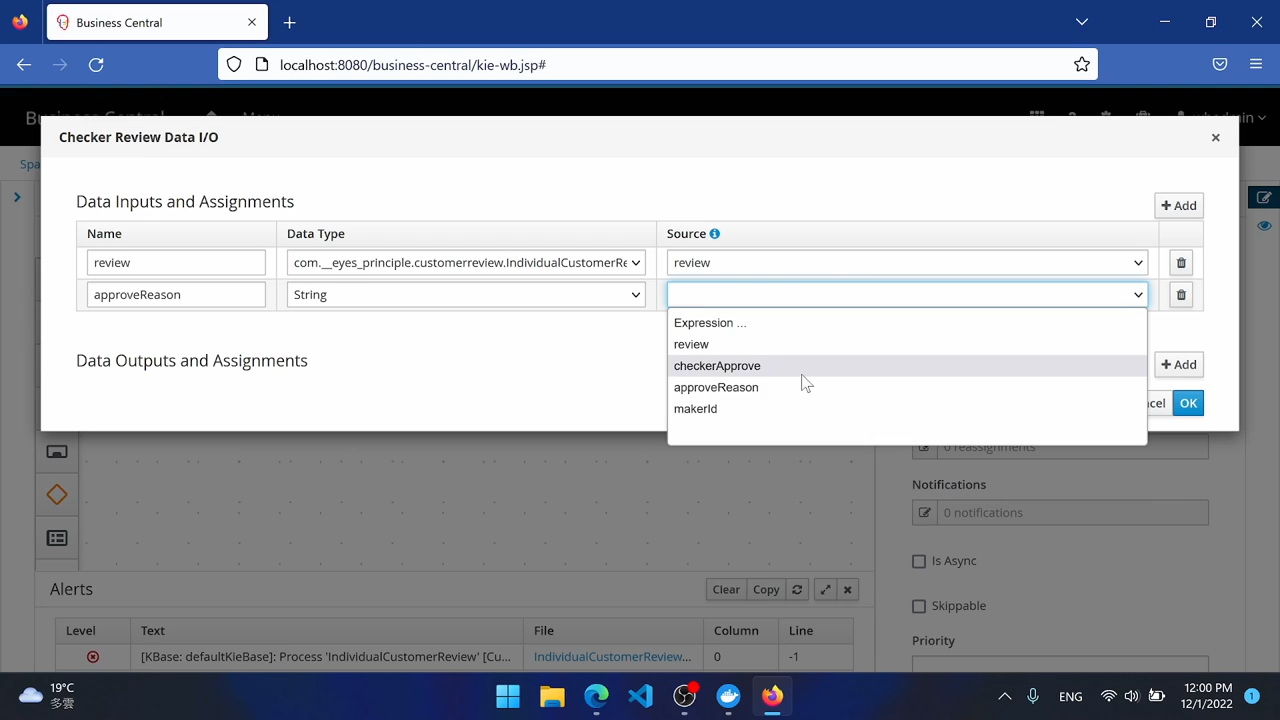 Business Central
localhost:8080/business-central/kie-wb.jsp#
Checker Review Data I/O
Data Inputs and Assignments
Add
Name
Data Type
Source
review
com.__eyes_principle.customerreview.IndividualCustomerRe
review
approveReason
String
Expression ...
review
checkerApprove
approveReason
makerId
Data Outputs and Assignments
Add
OK
0 reassignments
Notifications
0 notifications
Is Async
Skippable
Priority
Alerts
Clear
Copy
Level
Text
File
Column
Line
[KBase: defaultKieBase]: Process 'IndividualCustomerReview' [Cu...
IndividualCustomerReview...
0
-1
19°C
多雲
ENG
12:00 PM
12/1/2022
1